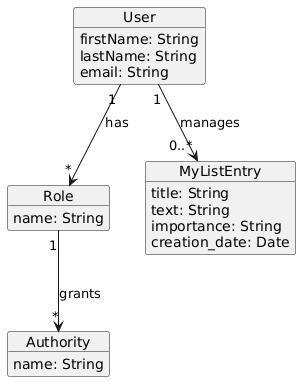 User
firstName: String
lastName: String
email: String
1
1
has
manages
*
0..*
Role
name: String
MyListEntry
title: String
text: String
importance: String
creation_date: Date
1
grants
*
Authority
name: String